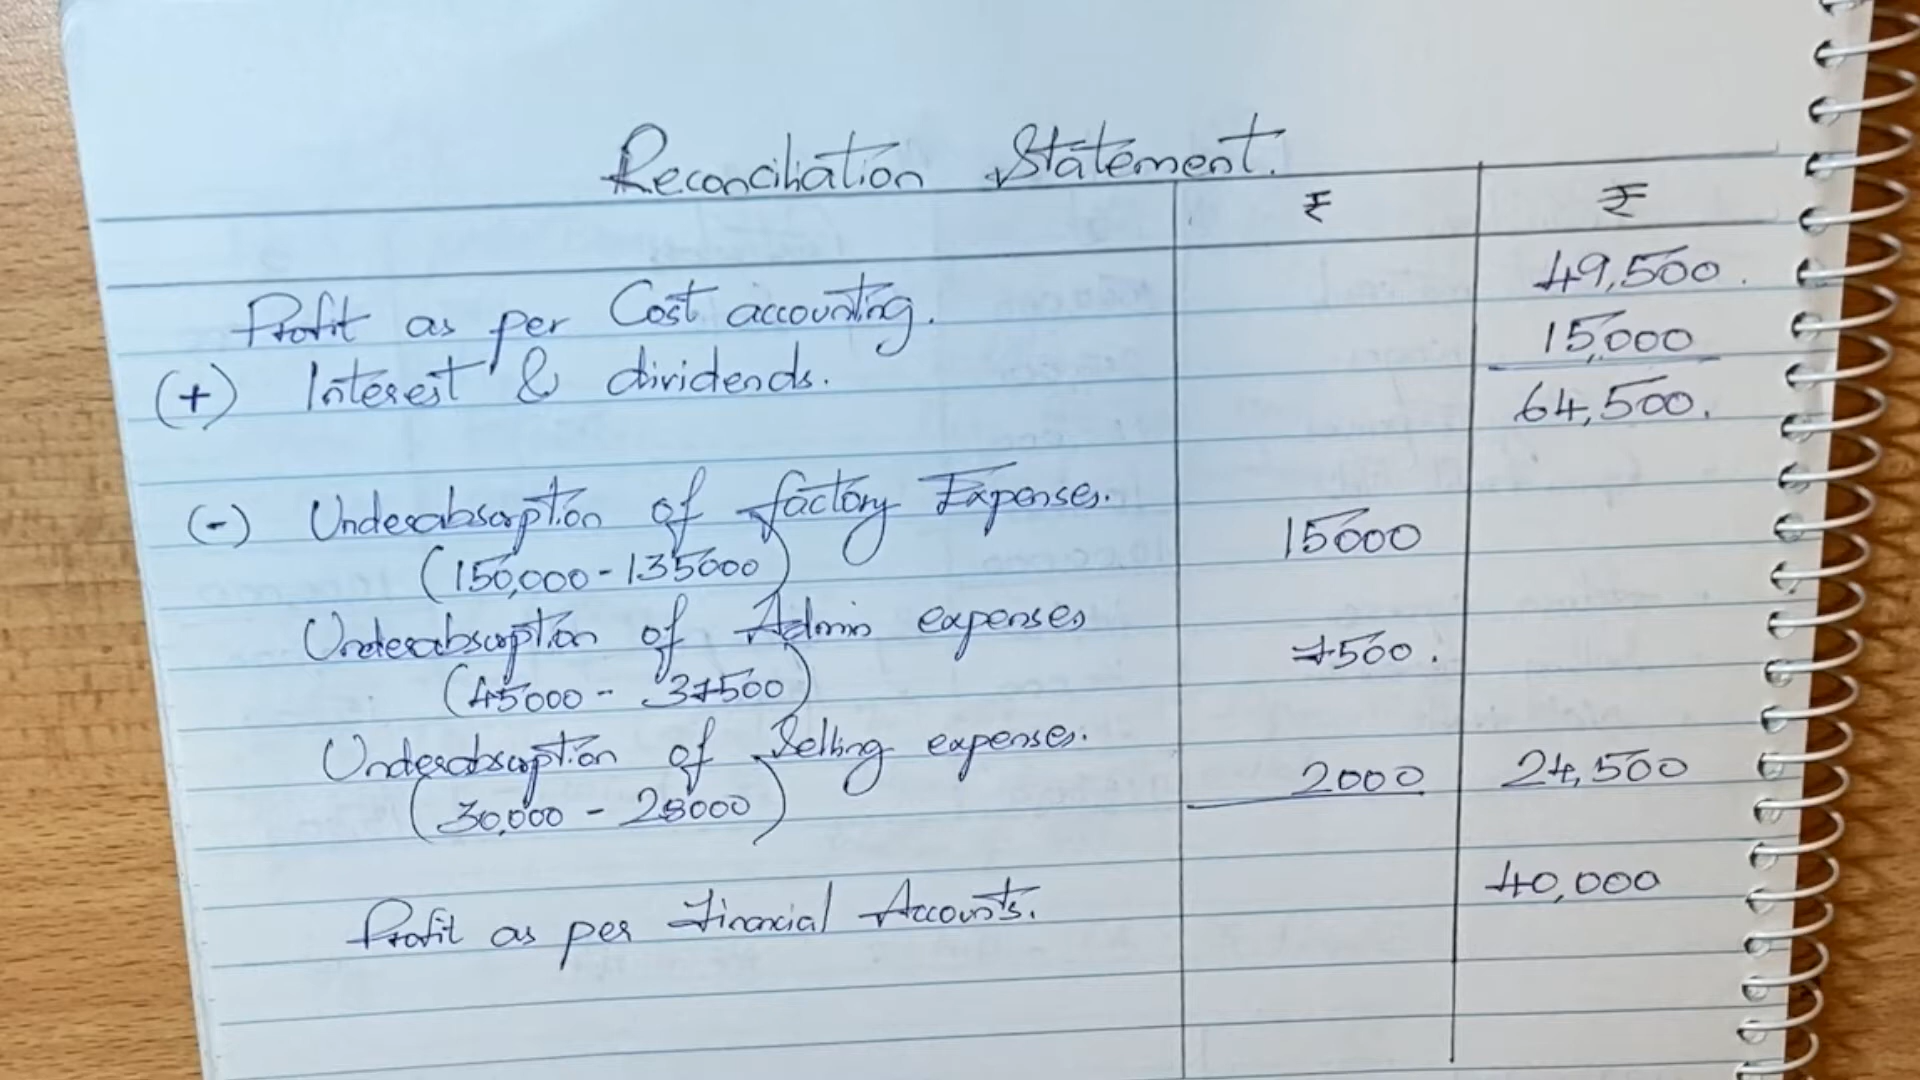 Reconciliation Statement.
₹ ₹
Profit as per Cost accounting. 49,500.
(+) Interest & dividends. 15,000
64,500.
(-) Underabsorption of factory Expenses. 15000
(150,000 - 135000)
Underabsorption of Admin expenses 7500.
(45000 - 37500)
Underabsorption of Selling expenses. 2000 24,500
(30,000 - 28000)
Profit as per Financial Accounts. 40,000